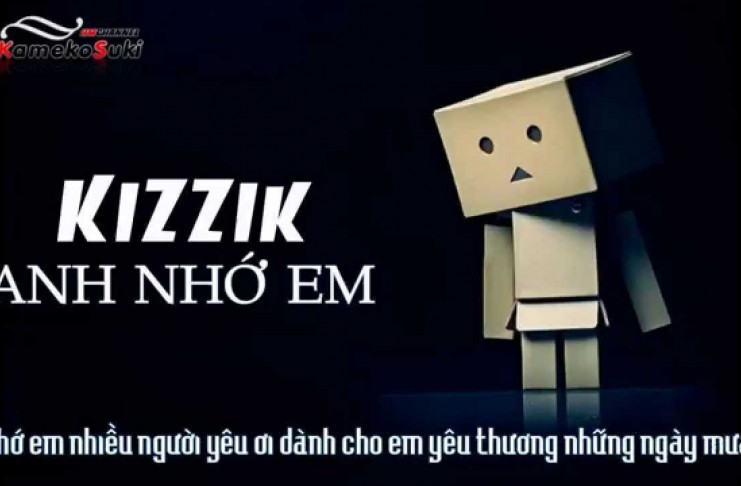 UMCHANNEL
KamekoSuki
KIZZIK
ANH NHỚ EM
hớ em nhiều người yêu ơi dành cho em yêu thương những ngày mưa